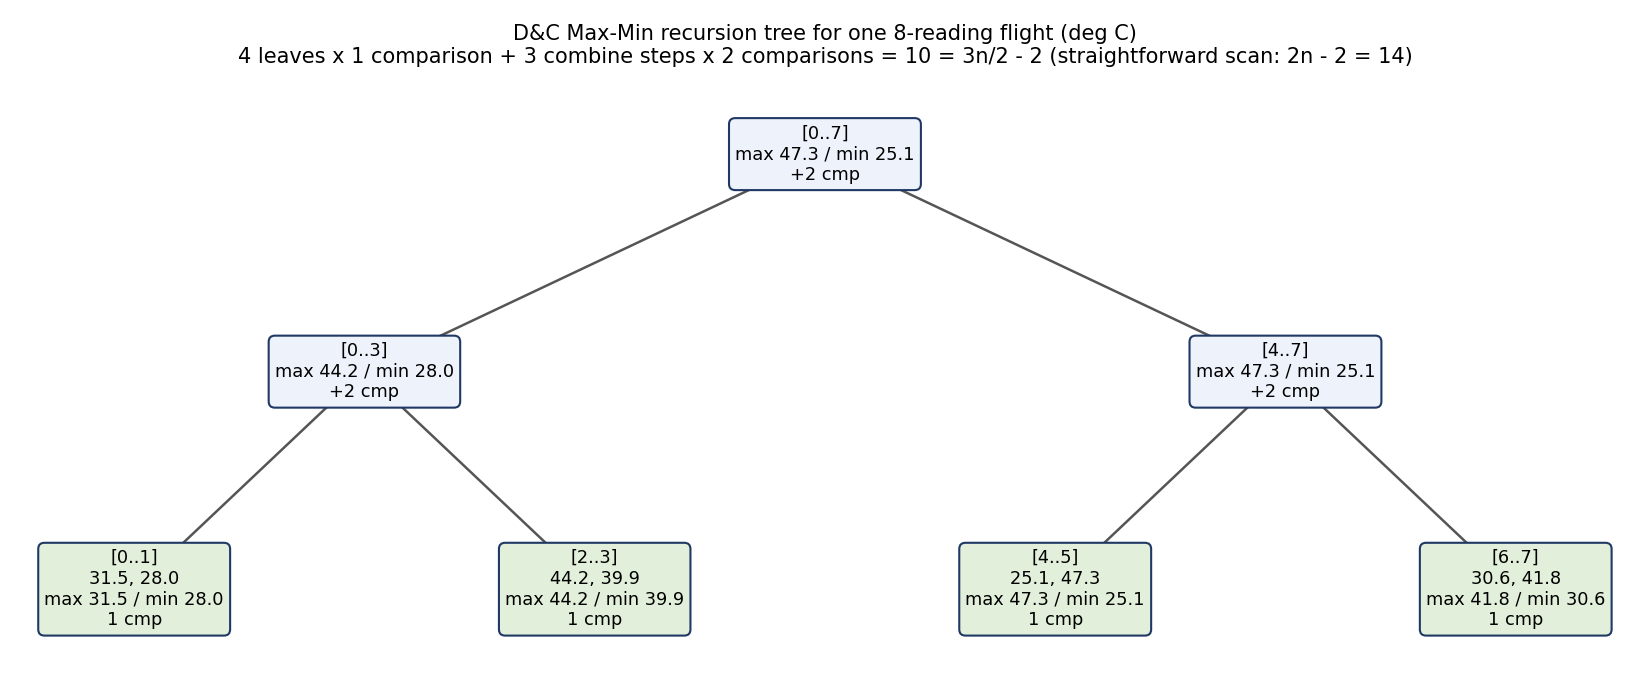 D&C Max-Min recursion tree for one 8-reading flight (deg C)
4 leaves x 1 comparison + 3 combine steps x 2 comparisons = 10 = 3n/2 - 2 (straightforward scan: 2n - 2 = 14)
[0..7]
max 47.3 / min 25.1
+2 cmp
[0..3]
max 44.2 / min 28.0
+2 cmp
[4..7]
max 47.3 / min 25.1
+2 cmp
[0..1]
31.5, 28.0
max 31.5 / min 28.0
1 cmp
[2..3]
44.2, 39.9
max 44.2 / min 39.9
1 cmp
[4..5]
25.1, 47.3
max 47.3 / min 25.1
1 cmp
[6..7]
30.6, 41.8
max 41.8 / min 30.6
1 cmp